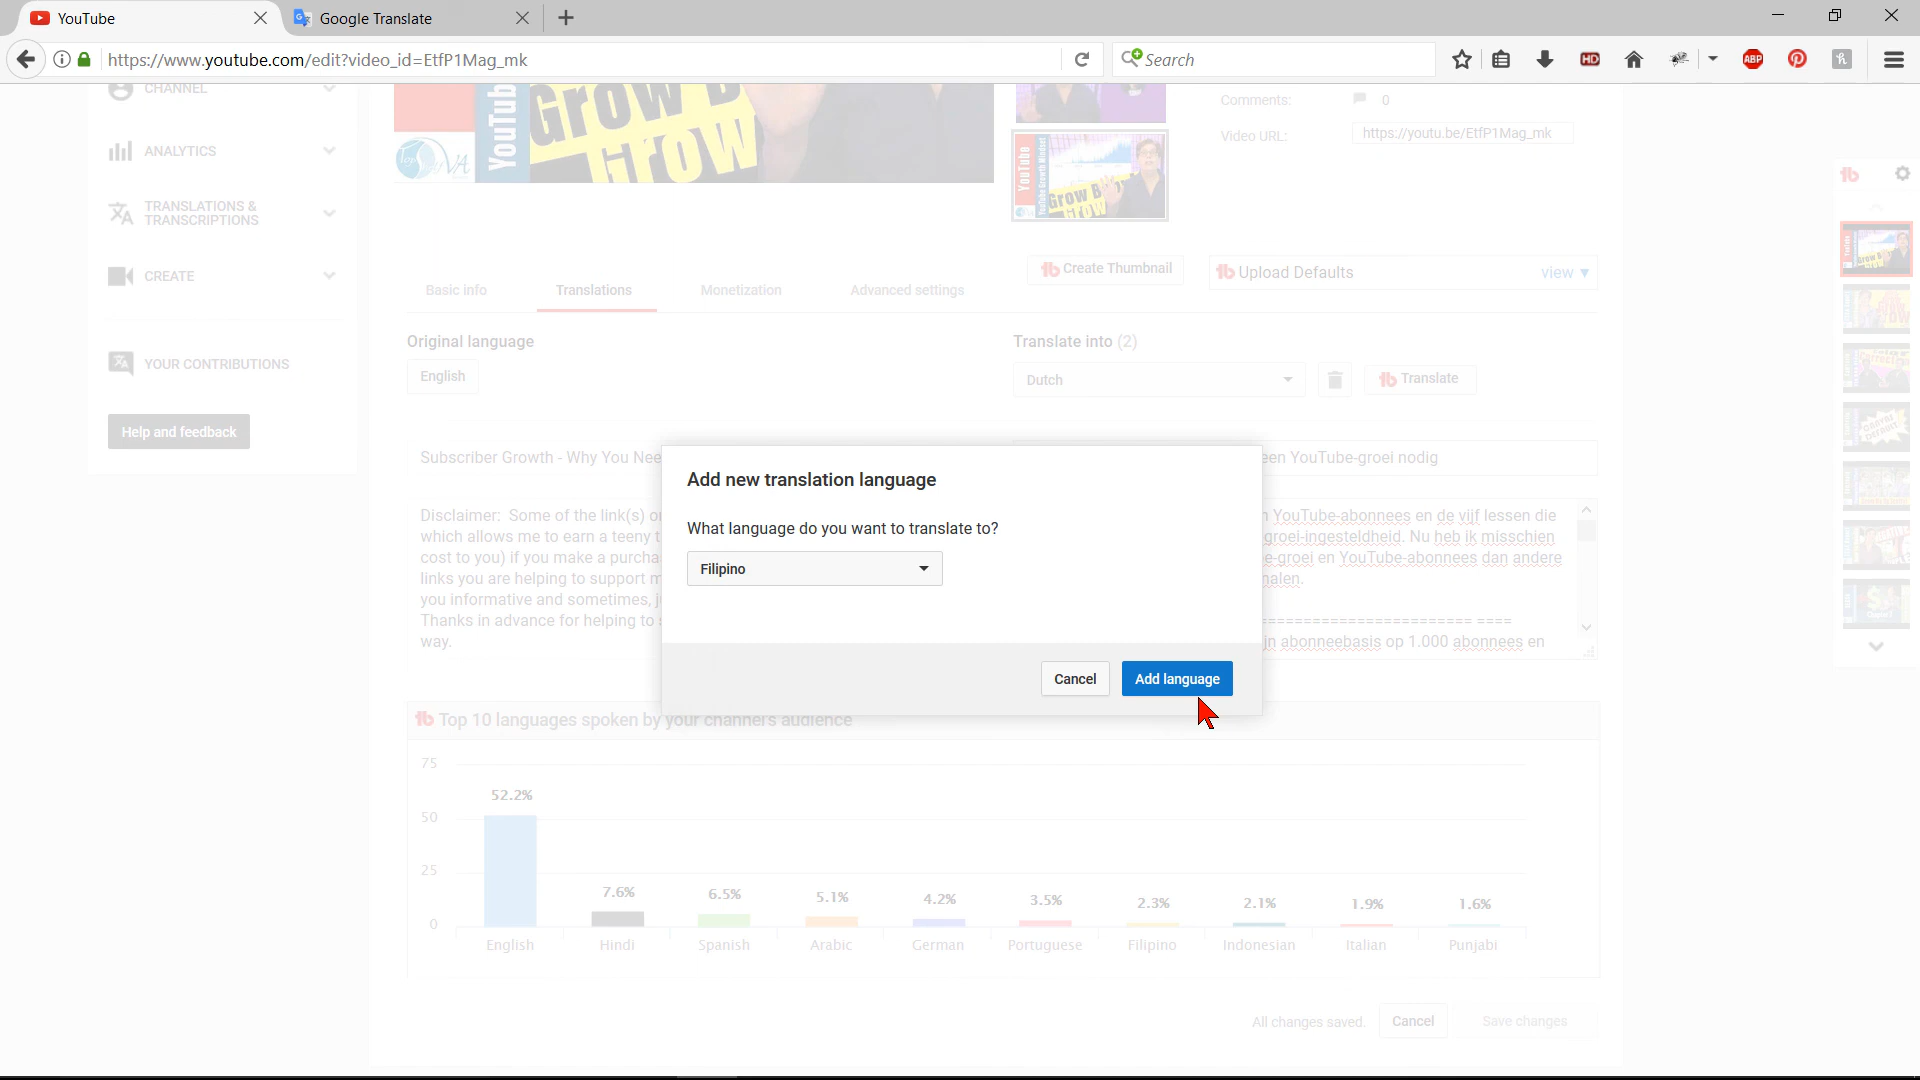 YouTube
Google Translate
https://www.youtube.com/edit?video_id=EtfP1Mag_mk
Search
HD
ABP
CHANNEL
ANALYTICS
TRANSLATIONS &
TRANSCRIPTIONS
CREATE
YOUR CONTRIBUTIONS
Help and feedback
Grow B
Grow
Comments: 0
Video URL: https://youtu.be/EtfP1Mag_mk
Create Thumbnail
Upload Defaults
view
Basic info
Translations
Monetization
Advanced settings
Original language
English
Translate into (2)
Dutch
Translate
Subscriber Growth - Why You Nee
een YouTube-groei nodig
Disclaimer: Some of the link(s) o
which allows me to earn a teeny t
cost to you) if you make a purcha
links you are helping to support m
you informative and sometimes, j
Thanks in advance for helping to
way.
n YouTube-abonnees en de vijf lessen die
groei-ingesteldheid. Nu heb ik misschien
e-groei en YouTube-abonnees dan andere
nalen.
======================= ====
jn abonneebasis op 1.000 abonnees en
Add new translation language
What language do you want to translate to?
Filipino
Cancel
Add language
Top 10 languages spoken by your channel's audience
75
50
25
0
52.2%
7.6%
6.5%
5.1%
4.2%
3.5%
2.3%
2.1%
1.9%
1.6%
English
Hindi
Spanish
Arabic
German
Portuguese
Filipino
Indonesian
Italian
Punjabi
All changes saved.
Cancel
Save changes